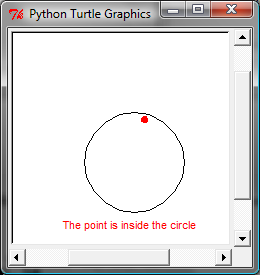 Python Turtle Graphics
The point is inside the circle